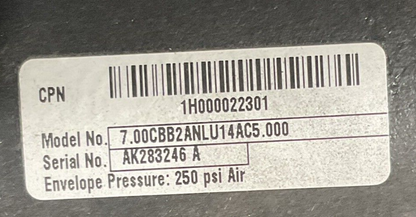 CPN
1H000022301
Model No. 7.00CBB2ANLU14AC5.000
Serial No. AK283246 A
Envelope Pressure: 250 psi Air